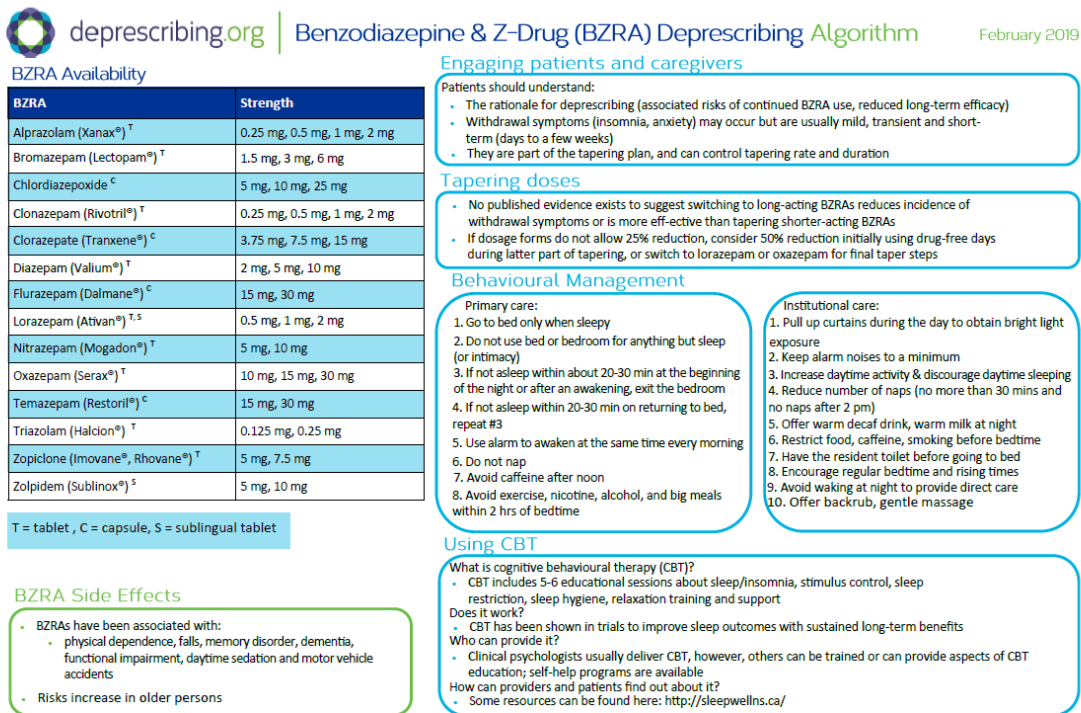 deprescribing.org
Benzodiazepine & Z-Drug (BZRA) Deprescribing Algorithm
February 2019
BZRA Availability
BZRA Strength
Alprazolam (Xanax®) T 0.25 mg, 0.5 mg, 1 mg, 2 mg
Bromazepam (Lectopam®) T 1.5 mg, 3 mg, 6 mg
Chlordiazepoxide C 5 mg, 10 mg, 25 mg
Clonazepam (Rivotril®) T 0.25 mg, 0.5 mg, 1 mg, 2 mg
Clorazepate (Tranxene®) C 3.75 mg, 7.5 mg, 15 mg
Diazepam (Valium®) T 2 mg, 5 mg, 10 mg
Flurazepam (Dalmane®) C 15 mg, 30 mg
Lorazepam (Ativan®) T, S 0.5 mg, 1 mg, 2 mg
Nitrazepam (Mogadon®) T 5 mg, 10 mg
Oxazepam (Serax®) T 10 mg, 15 mg, 30 mg
Temazepam (Restoril®) C 15 mg, 30 mg
Triazolam (Halcion®) T 0.125 mg, 0.25 mg
Zopiclone (Imovane®, Rhovane®) T 5 mg, 7.5 mg
Zolpidem (Sublinox®) S 5 mg, 10 mg
T = tablet , C = capsule, S = sublingual tablet
BZRA Side Effects
• BZRAs have been associated with:
• physical dependence, falls, memory disorder, dementia,
functional impairment, daytime sedation and motor vehicle
accidents
• Risks increase in older persons
Engaging patients and caregivers
Patients should understand:
• The rationale for deprescribing (associated risks of continued BZRA use, reduced long-term efficacy)
• Withdrawal symptoms (insomnia, anxiety) may occur but are usually mild, transient and short-
term (days to a few weeks)
• They are part of the tapering plan, and can control tapering rate and duration
Tapering doses
• No published evidence exists to suggest switching to long-acting BZRAs reduces incidence of
withdrawal symptoms or is more eff-ective than tapering shorter-acting BZRAs
• If dosage forms do not allow 25% reduction, consider 50% reduction initially using drug-free days
during latter part of tapering, or switch to lorazepam or oxazepam for final taper steps
Behavioural Management
Primary care:
1. Go to bed only when sleepy
2. Do not use bed or bedroom for anything but sleep
(or intimacy)
3. If not asleep within about 20-30 min at the beginning
of the night or after an awakening, exit the bedroom
4. If not asleep within 20-30 min on returning to bed,
repeat #3
5. Use alarm to awaken at the same time every morning
6. Do not nap
7. Avoid caffeine after noon
8. Avoid exercise, nicotine, alcohol, and big meals
within 2 hrs of bedtime
Institutional care:
1. Pull up curtains during the day to obtain bright light
exposure
2. Keep alarm noises to a minimum
3. Increase daytime activity & discourage daytime sleeping
4. Reduce number of naps (no more than 30 mins and
no naps after 2 pm)
5. Offer warm decaf drink, warm milk at night
6. Restrict food, caffeine, smoking before bedtime
7. Have the resident toilet before going to bed
8. Encourage regular bedtime and rising times
9. Avoid waking at night to provide direct care
10. Offer backrub, gentle massage
Using CBT
What is cognitive behavioural therapy (CBT)?
• CBT includes 5-6 educational sessions about sleep/insomnia, stimulus control, sleep
restriction, sleep hygiene, relaxation training and support
Does it work?
• CBT has been shown in trials to improve sleep outcomes with sustained long-term benefits
Who can provide it?
• Clinical psychologists usually deliver CBT, however, others can be trained or can provide aspects of CBT
education; self-help programs are available
How can providers and patients find out about it?
• Some resources can be found here: http://sleepwellns.ca/